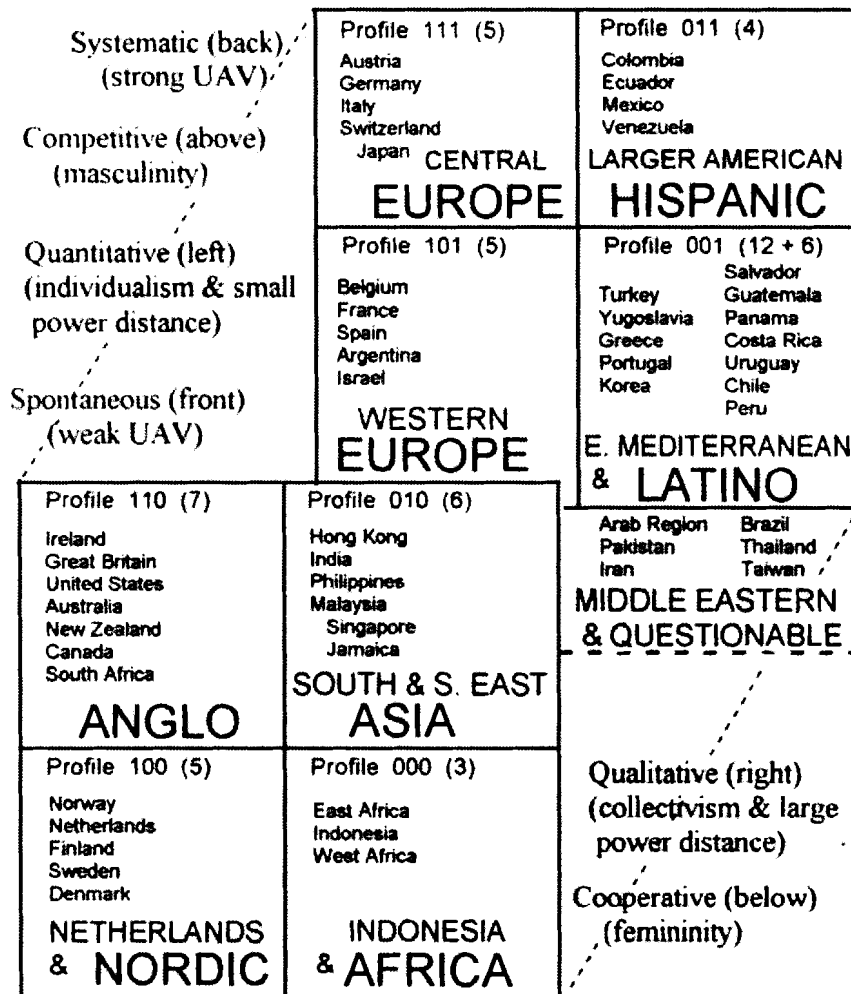 Systematic (back)
(strong UAV)
Competitive (above)
(masculinity)
Quantitative (left)
(individualism & small
power distance)
Spontaneous (front)
(weak UAV)
Profile 111 (5)
Austria
Germany
Italy
Switzerland
Japan
CENTRAL
EUROPE
Profile 011 (4)
Colombia
Ecuador
Mexico
Venezuela
LARGER AMERICAN
HISPANIC
Profile 101 (5)
Belgium
France
Spain
Argentina
Israel
WESTERN
EUROPE
Profile 001 (12 + 6)
Salvador
Turkey Guatemala
Yugoslavia Panama
Greece Costa Rica
Portugal Uruguay
Korea Chile
Peru
E. MEDITERRANEAN
& LATINO
Arab Region Brazil
Pakistan Thailand
Iran Taiwan
MIDDLE EASTERN
& QUESTIONABLE
Profile 110 (7)
Ireland
Great Britain
United States
Australia
New Zealand
Canada
South Africa
ANGLO
Profile 010 (6)
Hong Kong
India
Philippines
Malaysia
Singapore
Jamaica
SOUTH & S. EAST
ASIA
Profile 100 (5)
Norway
Netherlands
Finland
Sweden
Denmark
NETHERLANDS
& NORDIC
Profile 000 (3)
East Africa
Indonesia
West Africa
INDONESIA
& AFRICA
Qualitative (right)
(collectivism & large
power distance)
Cooperative (below)
(femininity)